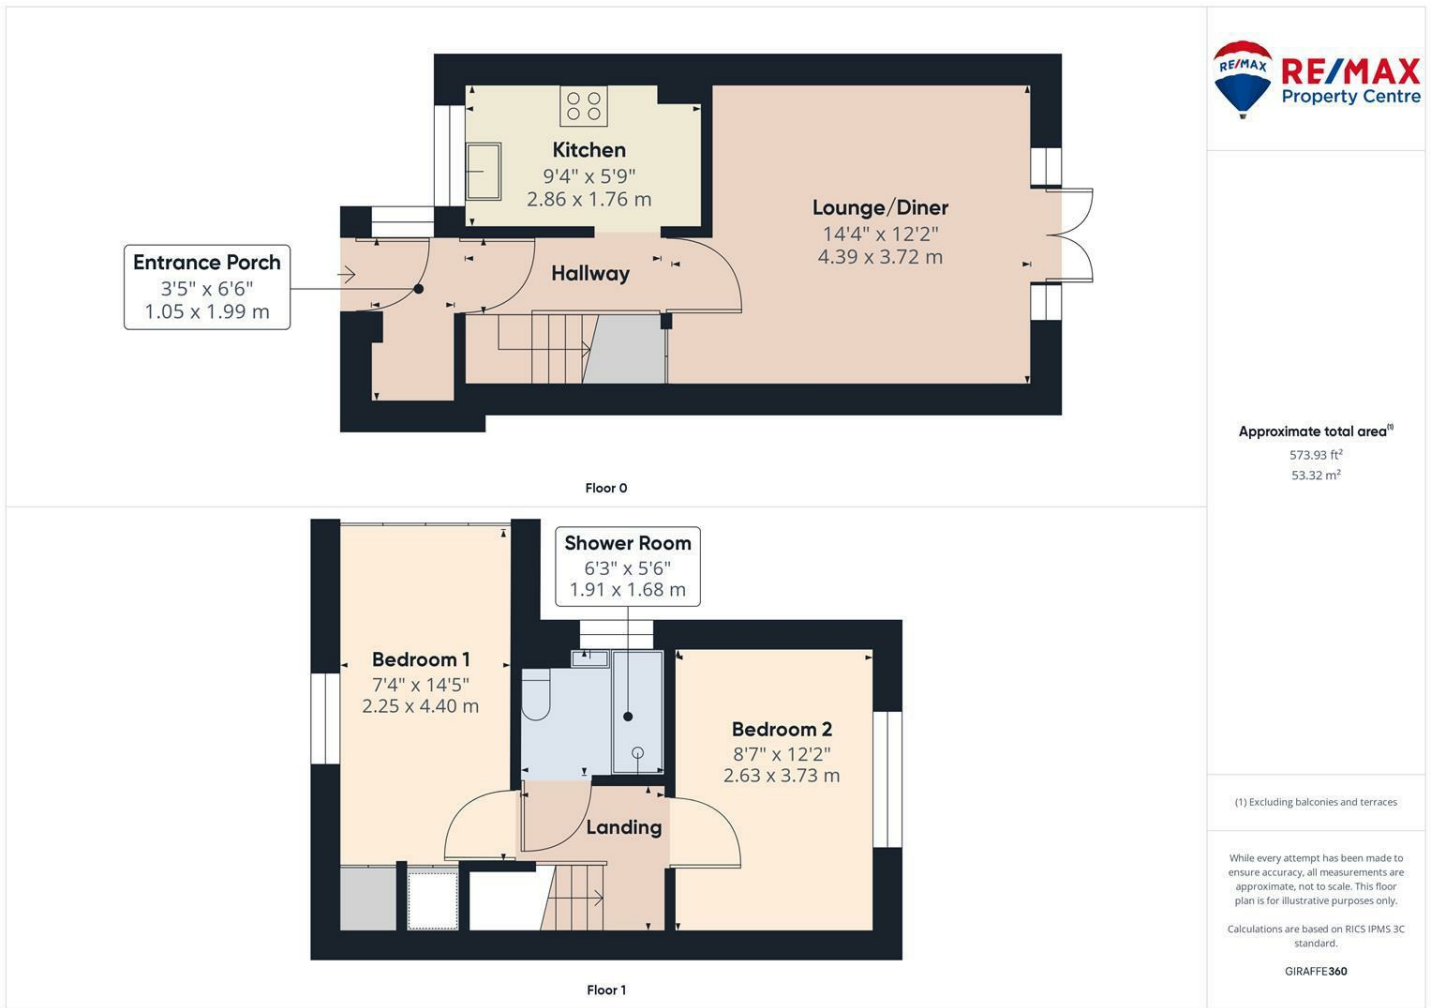 Kitchen
9'4" x 5'9"
2.86 x 1.76 m
Lounge/Diner
14'4" x 12'2"
4.39 x 3.72 m
Entrance Porch
3'5" x 6'6"
1.05 x 1.99 m
Hallway
Floor 0
Shower Room
6'3" x 5'6"
1.91 x 1.68 m
Bedroom 1
7'4" x 14'5"
2.25 x 4.40 m
Bedroom 2
8'7" x 12'2"
2.63 x 3.73 m
Landing
Floor 1
RE/MAX
RE/MAX
Property Centre
Approximate total area(1)
573.93 ft²
53.32 m²
(1) Excluding balconies and terraces
While every attempt has been made to
ensure accuracy, all measurements are
approximate, not to scale. This floor
plan is for illustrative purposes only.
Calculations are based on RICS IPMS 3C
standard.
GIRAFFE360